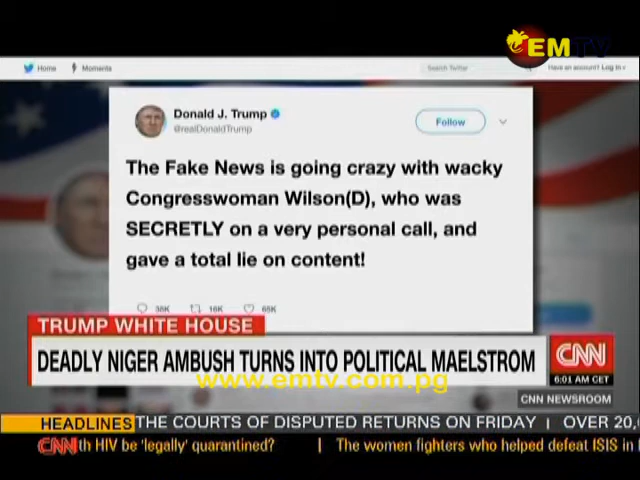 EMTV
Home
Moments
Search Twitter
Have an account? Log in
Donald J. Trump
@realDonaldTrump
Follow
The Fake News is going crazy with wacky
Congresswoman Wilson(D), who was
SECRETLY on a very personal call, and
gave a total lie on content!
38K 16K 65K
TRUMP WHITE HOUSE
DEADLY NIGER AMBUSH TURNS INTO POLITICAL MAELSTROM
CNN
6:01 AM CET
www.emtv.com.pg
CNN NEWSROOM
HEADLINES THE COURTS OF DISPUTED RETURNS ON FRIDAY | OVER 20,
CNN th HIV be 'legally' quarantined? | The women fighters who helped defeat ISIS in